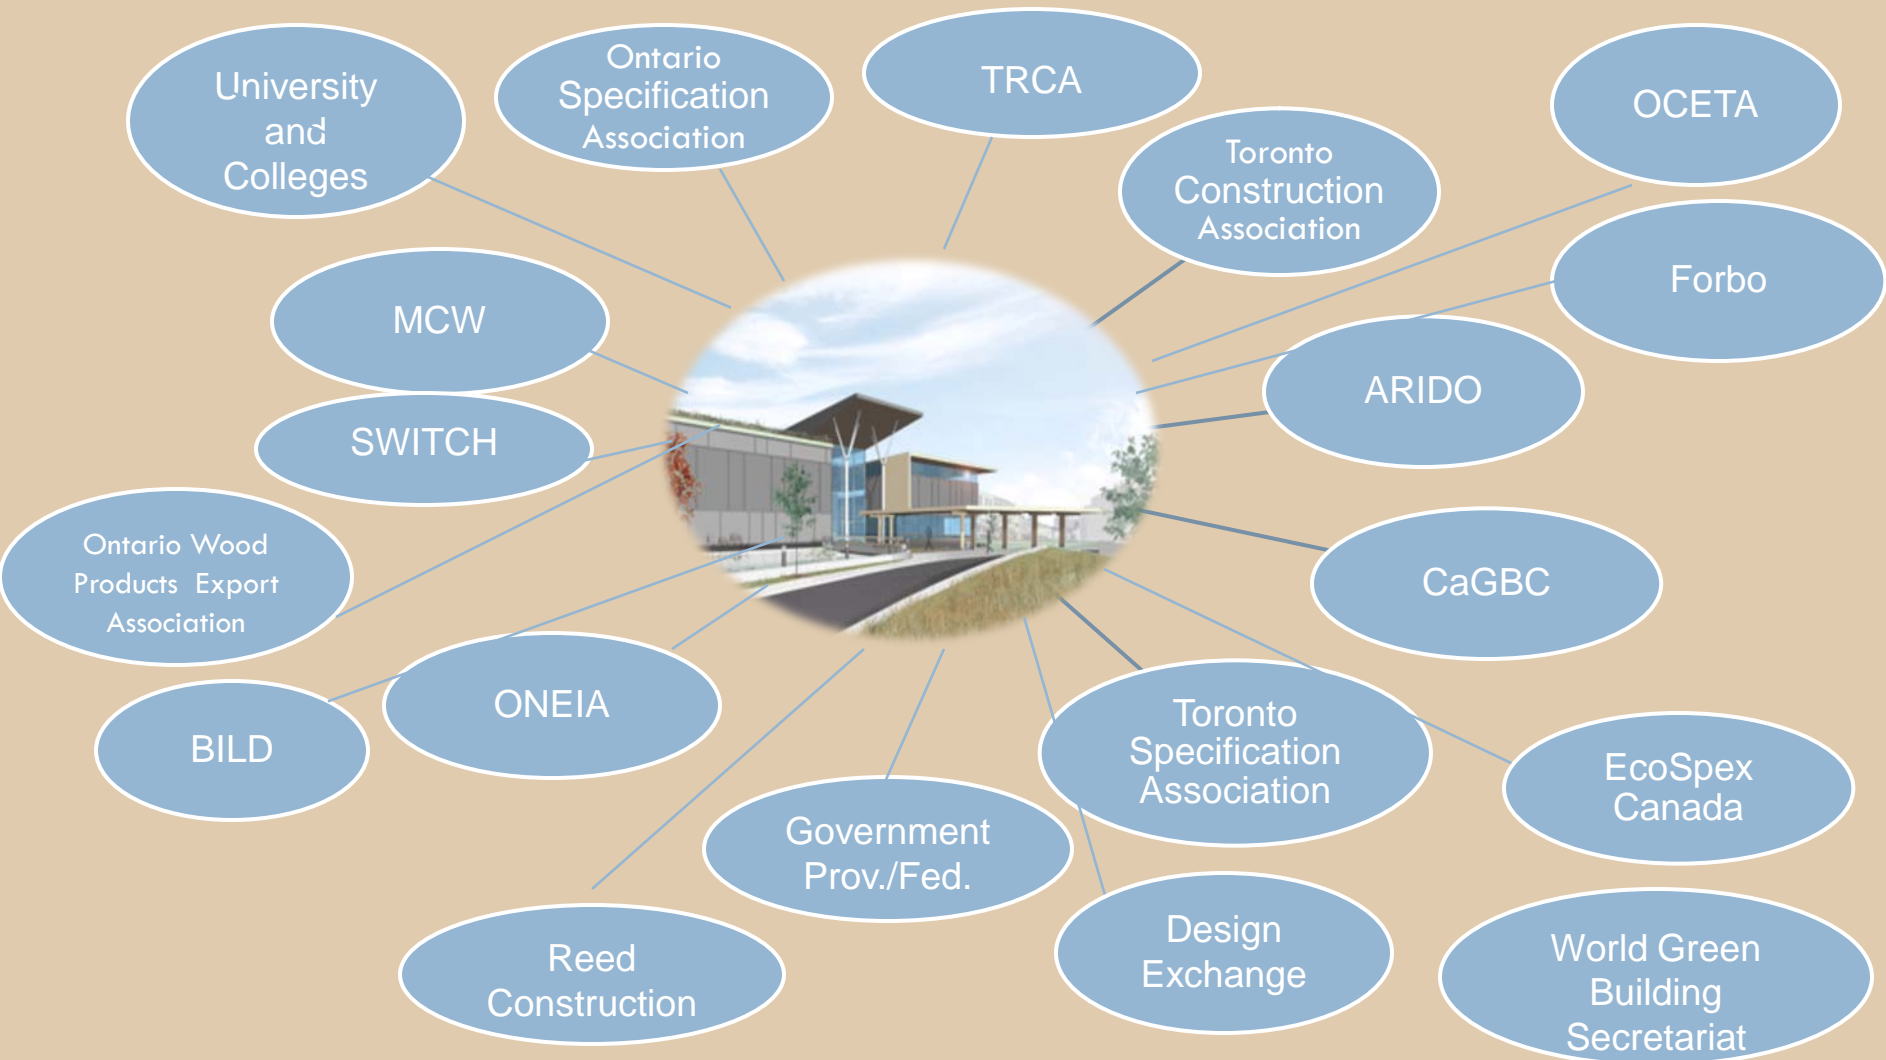 University
and
Colleges
Ontario
Specification
Association
TRCA
OCETA
Toronto
Construction
Association
Forbo
MCW
ARIDO
SWITCH
Ontario Wood
Products Export
Association
CaGBC
ONEIA
BILD
Toronto
Specification
Association
EcoSpex
Canada
Government
Prov./Fed.
Design
Exchange
Reed
Construction
World Green
Building
Secretariat